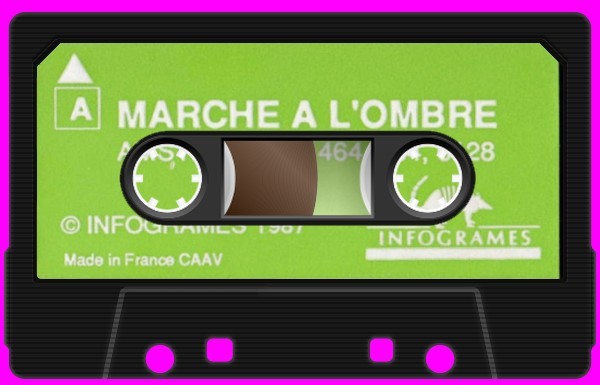 A MARCHE A L'OMBRE
464 28
© INFOGRAMES 1987
INFOGRAMES
Made in France CAAV